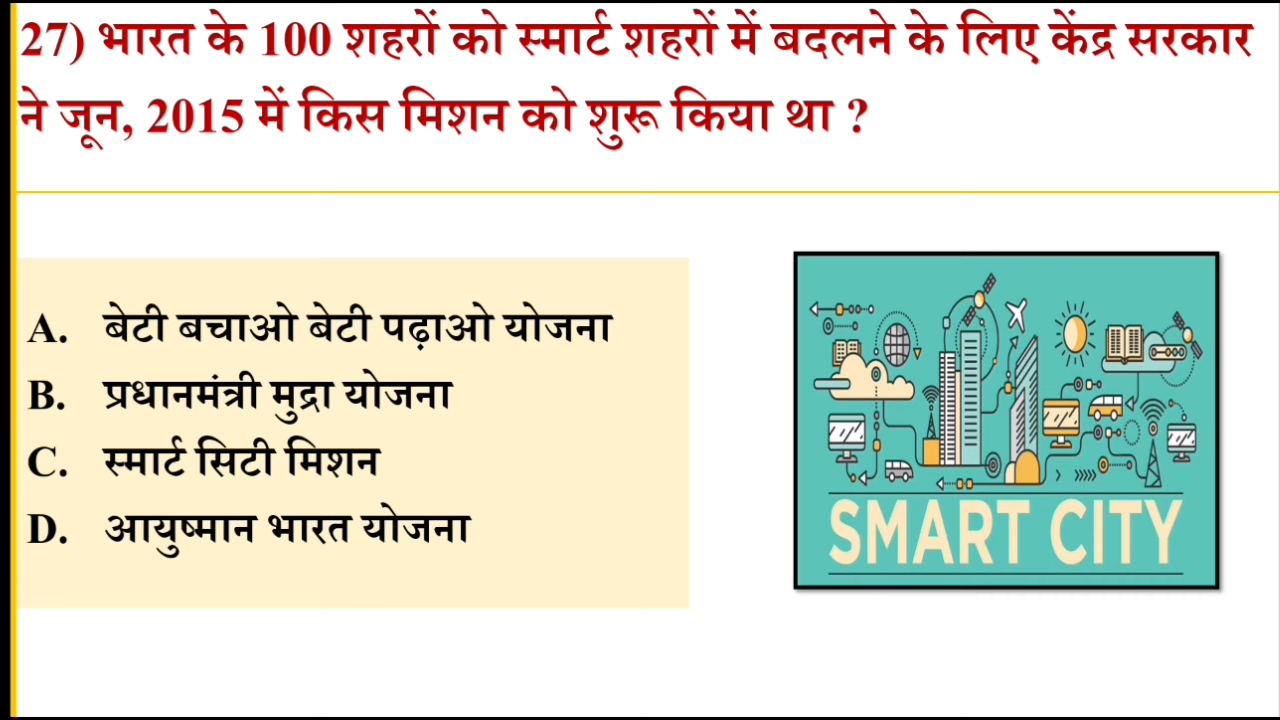 27) भारत के 100 शहरों को स्मार्ट शहरों में बदलने के लिए केंद्र सरकार
ने जून, 2015 में किस मिशन को शुरू किया था ?
A. बेटी बचाओ बेटी पढ़ाओ योजना
B. प्रधानमंत्री मुद्रा योजना
C. स्मार्ट सिटी मिशन
D. आयुष्मान भारत योजना
SMART CITY